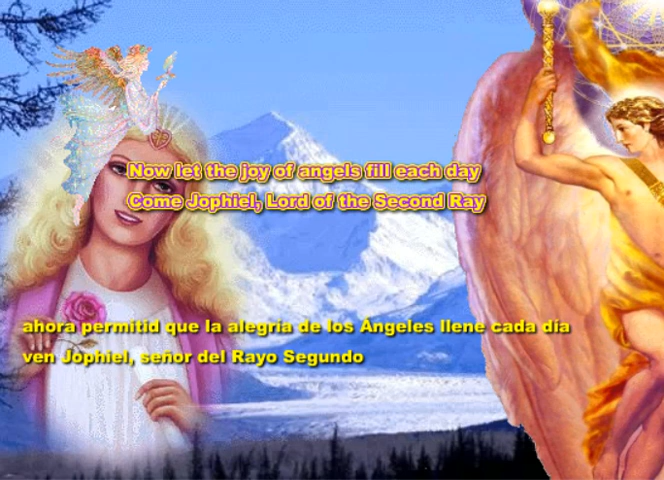 Now let the joy of angels fill each day
Come Jophiel, Lord of the Second Ray
ahora permitid que la alegria de los Ángeles llene cada día
ven Jophiel, señor del Rayo Segundo